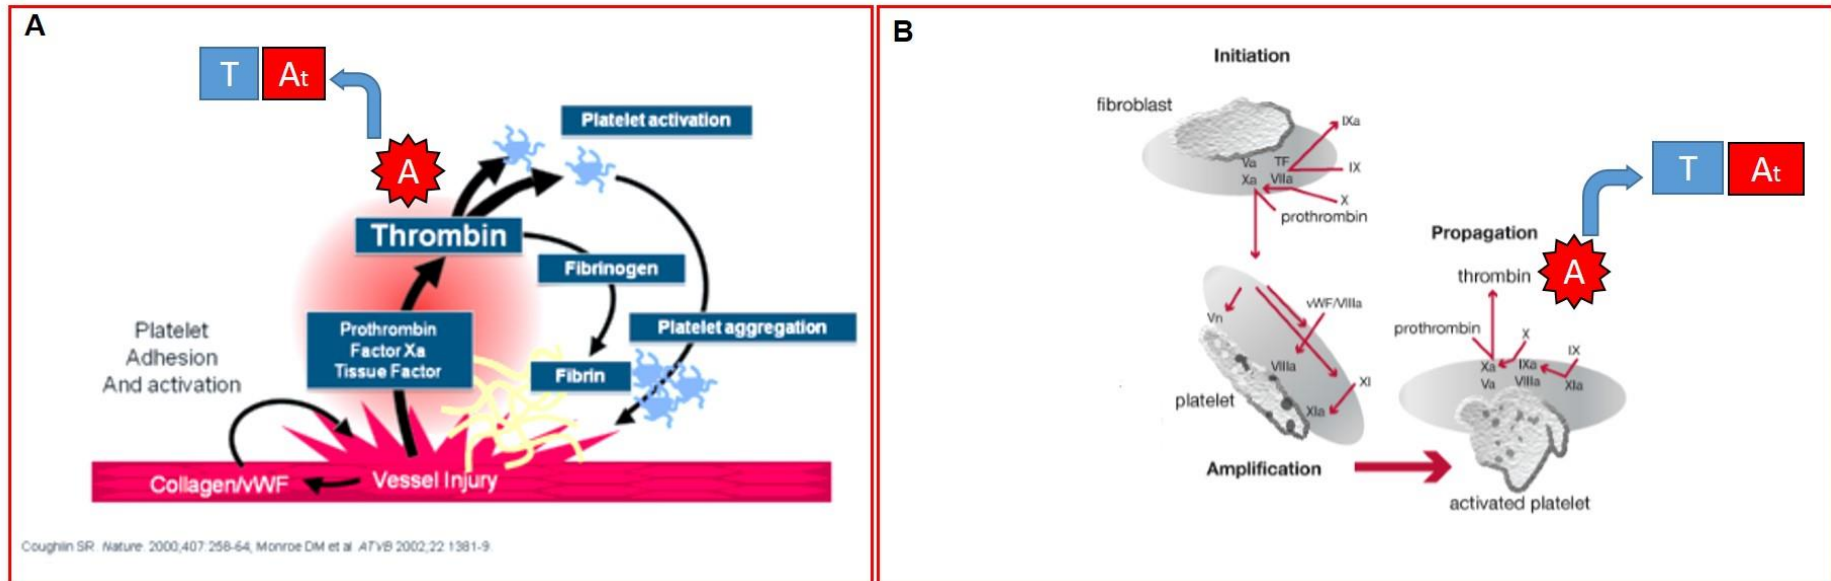 A
T At
A
Platelet activation
Thrombin
Fibrinogen
Platelet aggregation
Prothrombin
Factor Xa
Tissue Factor
Fibrin
Platelet
Adhesion
And activation
Collagen/vWF
Vessel Injury
Coughlin SR. Nature. 2000;407:258-64, Monroe DM et al. ATVB 2002;22:1381-9.
B
Initiation
fibroblast
IXa
Va TF
IX
Xa VIIa
X
prothrombin
vWF/VIIIa
Vn
VIIIa
XI
platelet
XIa
Amplification
T At
Propagation
thrombin
A
prothrombin
X
IX
Xa IXa
Va VIIIa XIa
activated platelet